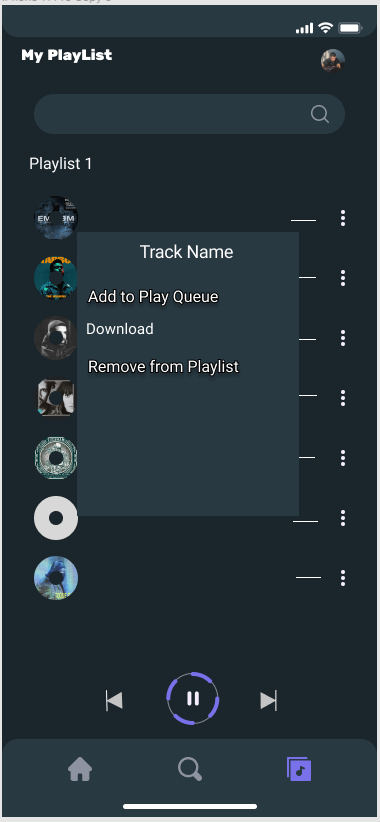 My PlayList
Playlist 1
Track Name
Add to Play Queue
Download
Remove from Playlist